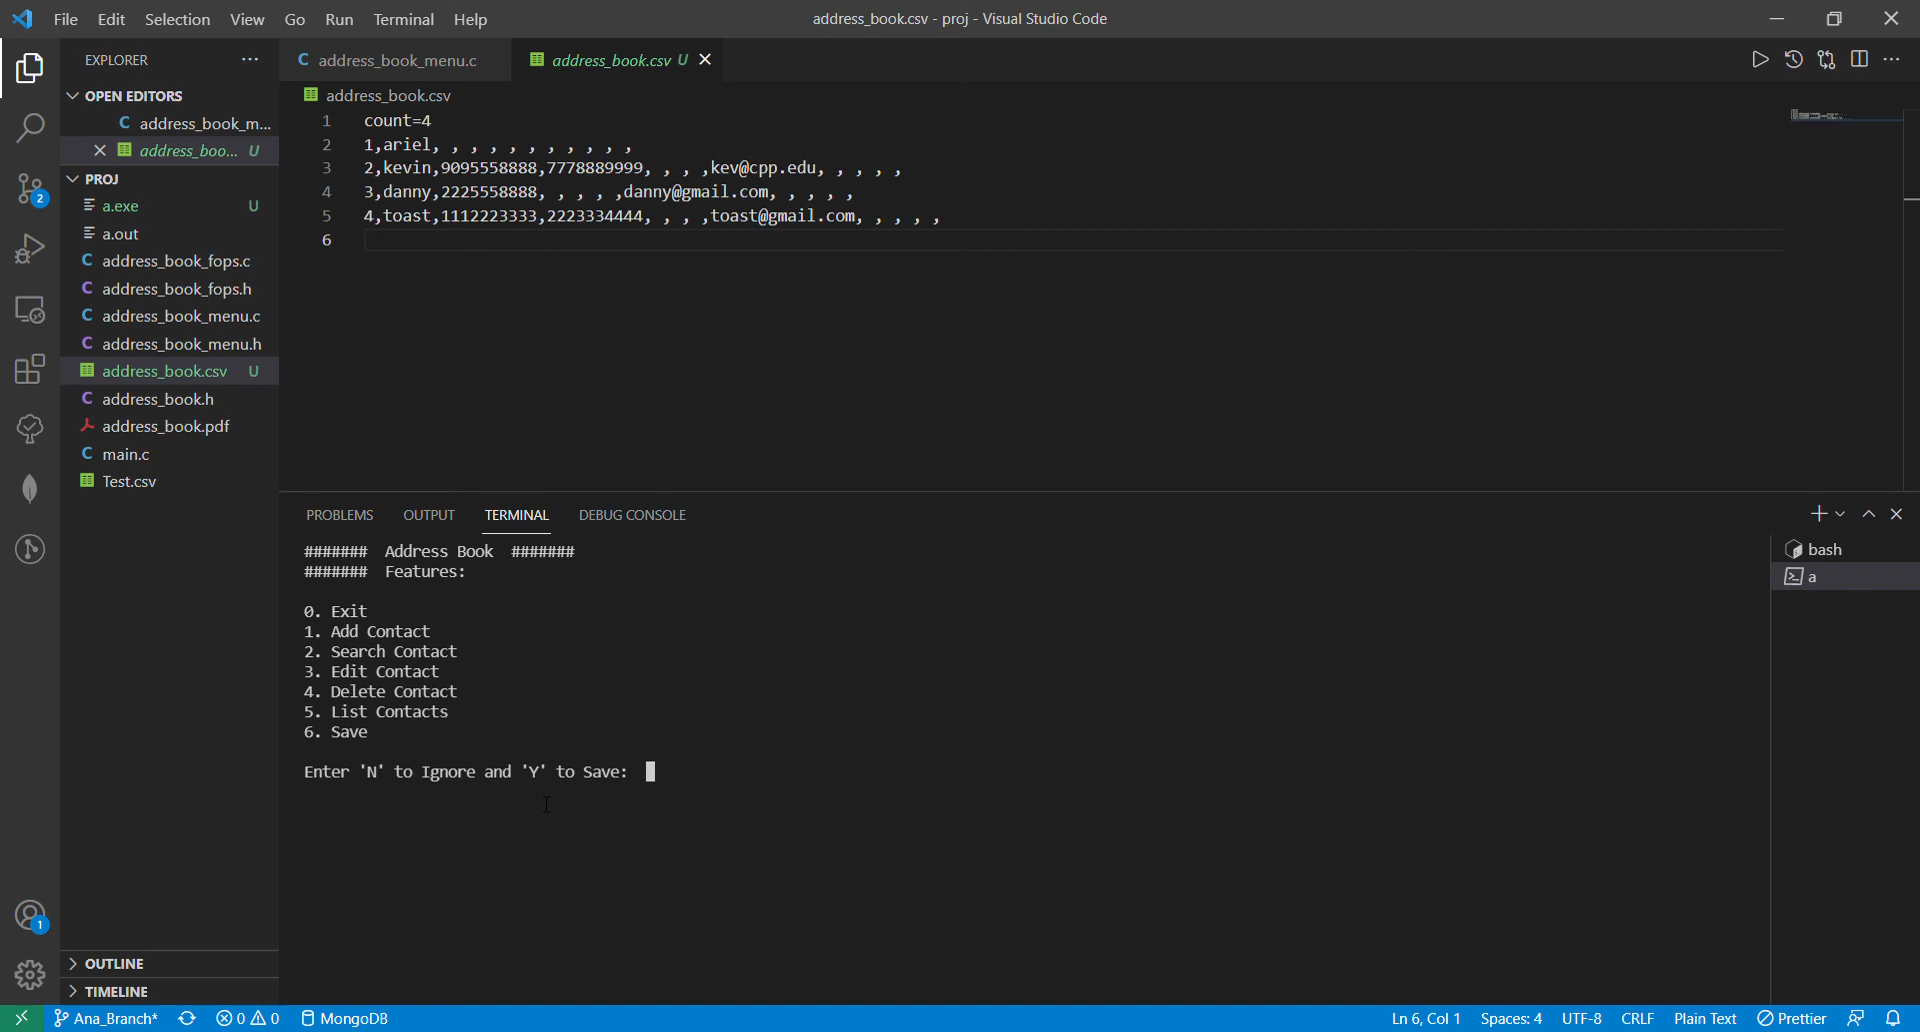 File Edit Selection View Go Run Terminal Help
address_book.csv - proj - Visual Studio Code
EXPLORER
OPEN EDITORS
address_book_m...
address_boo... U
PROJ
a.exe U
a.out
address_book_fops.c
address_book_fops.h
address_book_menu.c
address_book_menu.h
address_book.csv U
address_book.h
address_book.pdf
main.c
Test.csv
OUTLINE
TIMELINE
address_book_menu.c
address_book.csv U
address_book.csv
1 count=4
2 1,ariel, , , , , , , , , , ,
3 2,kevin,9095558888,7778889999, , , ,kev@cpp.edu, , , , ,
4 3,danny,2225558888, , , , ,danny@gmail.com, , , , ,
5 4,toast,1112223333,2223334444, , , ,toast@gmail.com, , , , ,
6
PROBLEMS OUTPUT TERMINAL DEBUG CONSOLE
####### Address Book #######
####### Features:
0. Exit
1. Add Contact
2. Search Contact
3. Edit Contact
4. Delete Contact
5. List Contacts
6. Save
Enter 'N' to Ignore and 'Y' to Save:
bash
a
2
1
Ana_Branch* 0 0 MongoDB
Ln 6, Col 1 Spaces: 4 UTF-8 CRLF Plain Text Prettier